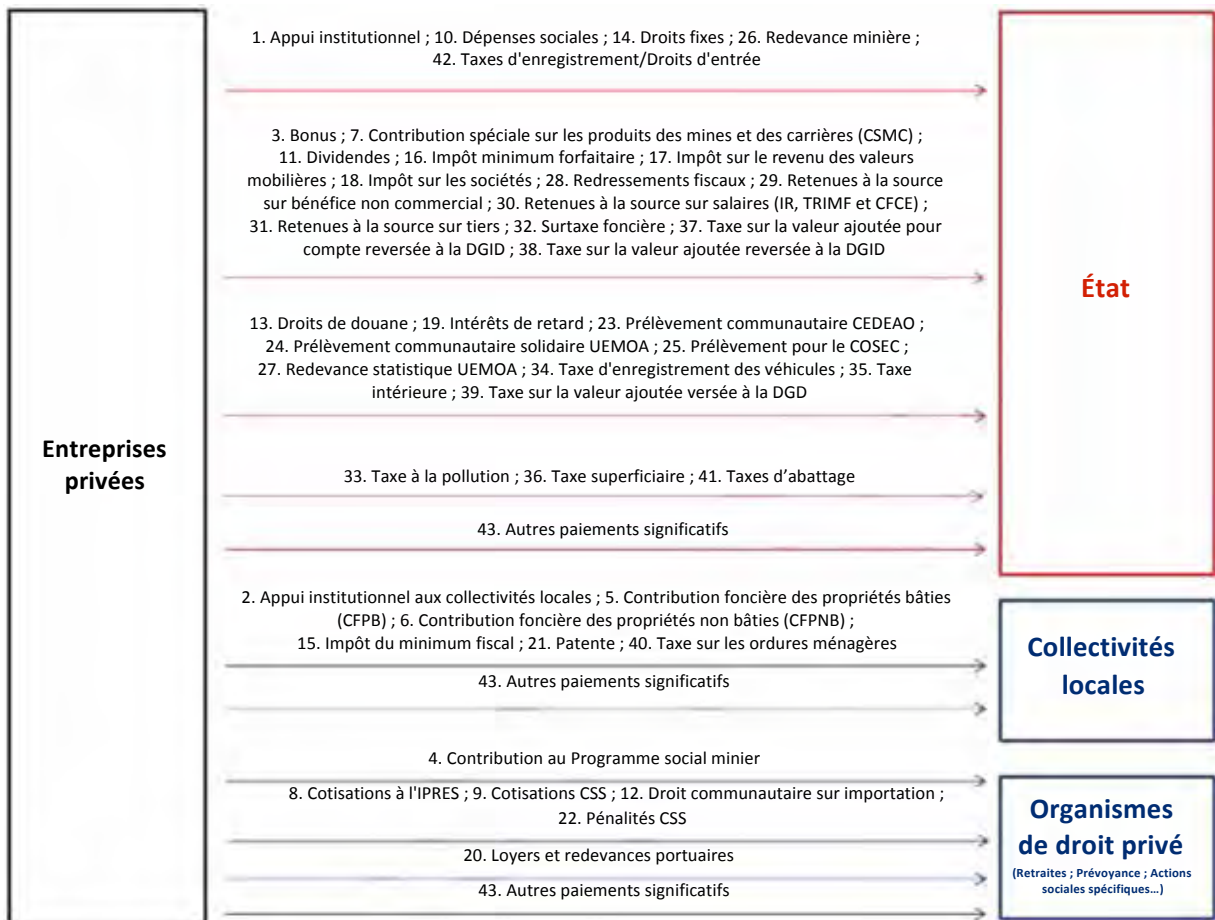 1. Appui institutionnel ; 10. Dépenses sociales ; 14. Droits fixes ; 26. Redevance minière ;
42. Taxes d'enregistrement/Droits d'entrée
3. Bonus ; 7. Contribution spéciale sur les produits des mines et des carrières (CSMC) ;
11. Dividendes ; 16. Impôt minimum forfaitaire ; 17. Impôt sur le revenu des valeurs
mobilières ; 18. Impôt sur les sociétés ; 28. Redressements fiscaux ; 29. Retenues à la source
sur bénéfice non commercial ; 30. Retenues à la source sur salaires (IR, TRIMF et CFCE) ;
31. Retenues à la source sur tiers ; 32. Surtaxe foncière ; 37. Taxe sur la valeur ajoutée pour
compte reversée à la DGID ; 38. Taxe sur la valeur ajoutée reversée à la DGID
État
13. Droits de douane ; 19. Intérêts de retard ; 23. Prélèvement communautaire CEDEAO ;
24. Prélèvement communautaire solidaire UEMOA ; 25. Prélèvement pour le COSEC ;
27. Redevance statistique UEMOA ; 34. Taxe d'enregistrement des véhicules ; 35. Taxe
intérieure ; 39. Taxe sur la valeur ajoutée versée à la DGD
Entreprises
privées
33. Taxe à la pollution ; 36. Taxe superficiaire ; 41. Taxes d’abattage
43. Autres paiements significatifs
2. Appui institutionnel aux collectivités locales ; 5. Contribution foncière des propriétés bâties
(CFPB) ; 6. Contribution foncière des propriétés non bâties (CFPNB) ;
15. Impôt du minimum fiscal ; 21. Patente ; 40. Taxe sur les ordures ménagères
43. Autres paiements significatifs
Collectivités
locales
4. Contribution au Programme social minier
8. Cotisations à l'IPRES ; 9. Cotisations CSS ; 12. Droit communautaire sur importation ;
22. Pénalités CSS
20. Loyers et redevances portuaires
43. Autres paiements significatifs
Organismes
de droit privé
(Retraites ; Prévoyance ; Actions
sociales spécifiques…)